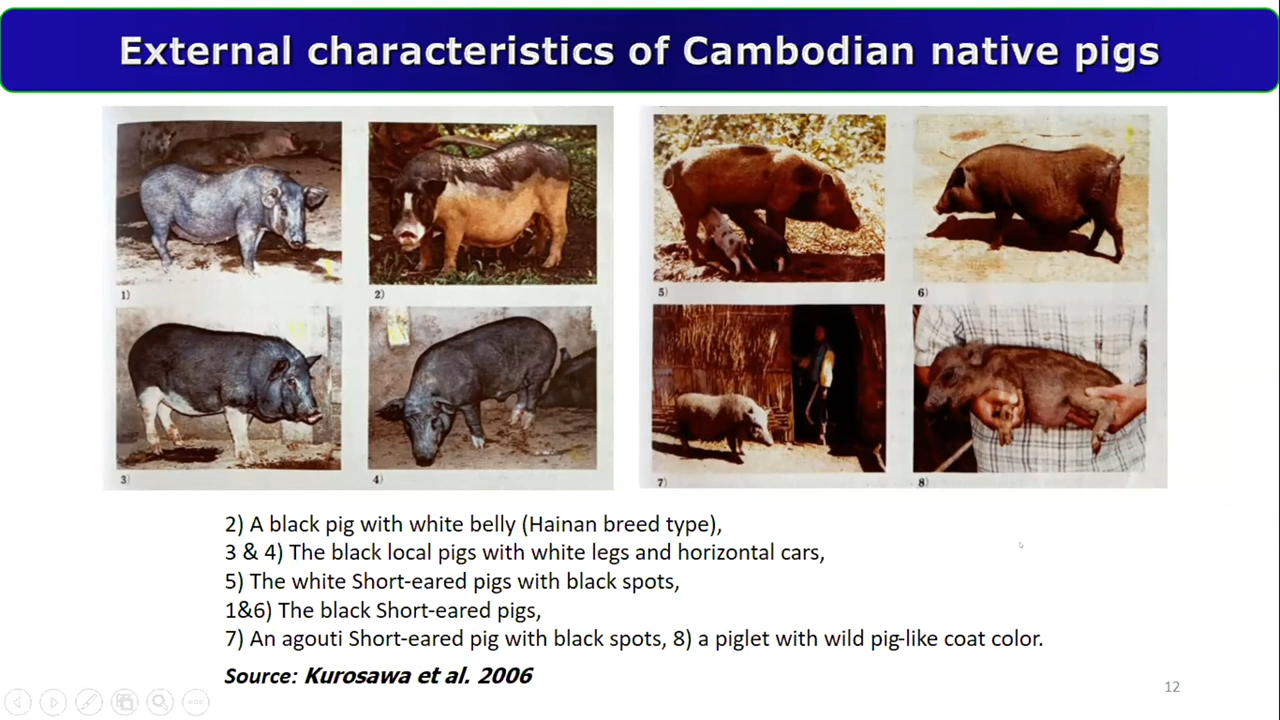 External characteristics of Cambodian native pigs
1)
2)
5)
6)
3)
4)
7)
8)
2) A black pig with white belly (Hainan breed type),
3 & 4) The black local pigs with white legs and horizontal cars,
5) The white Short-eared pigs with black spots,
1&6) The black Short-eared pigs,
7) An agouti Short-eared pig with black spots, 8) a piglet with wild pig-like coat color.
Source: Kurosawa et al. 2006
12